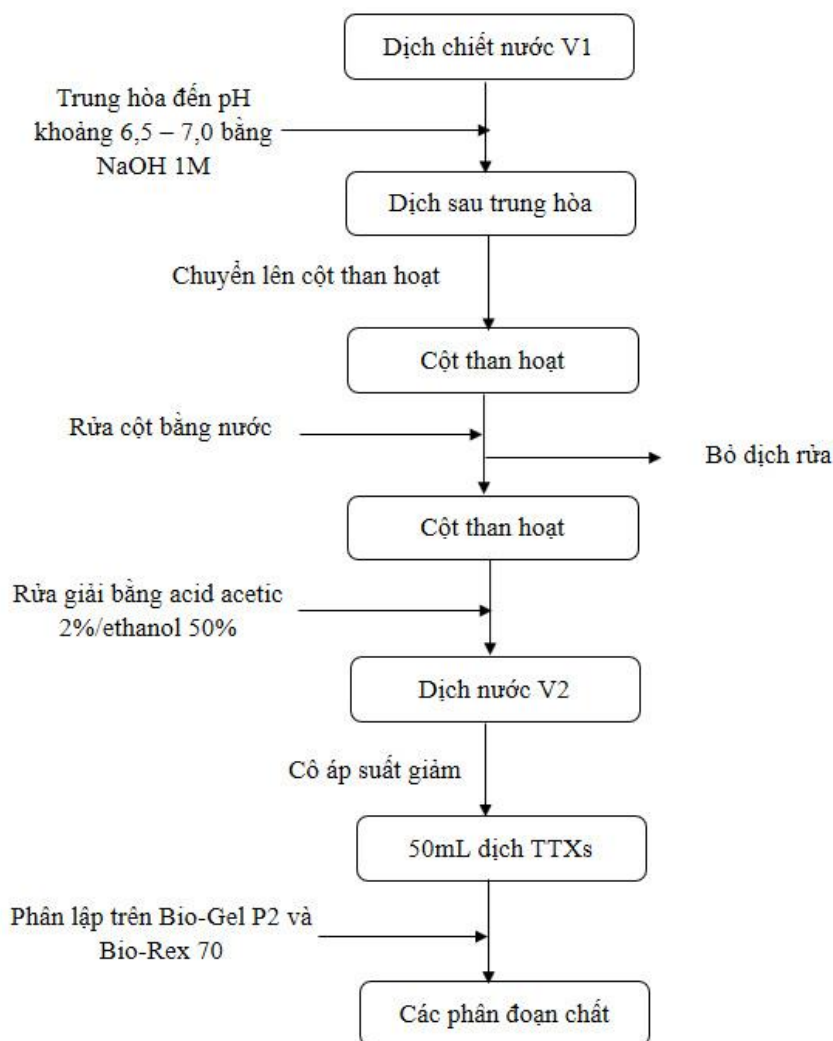 Dịch chiết nước V1
Trung hòa đến pH
khoảng 6,5 – 7,0 bằng
NaOH 1M
Dịch sau trung hòa
Chuyển lên cột than hoạt
Cột than hoạt
Rửa cột bằng nước
Bỏ dịch rửa
Cột than hoạt
Rửa giải bằng acid acetic
2%/ethanol 50%
Dịch nước V2
Cô áp suất giảm
50mL dịch TTXs
Phân lập trên Bio-Gel P2 và
Bio-Rex 70
Các phân đoạn chất